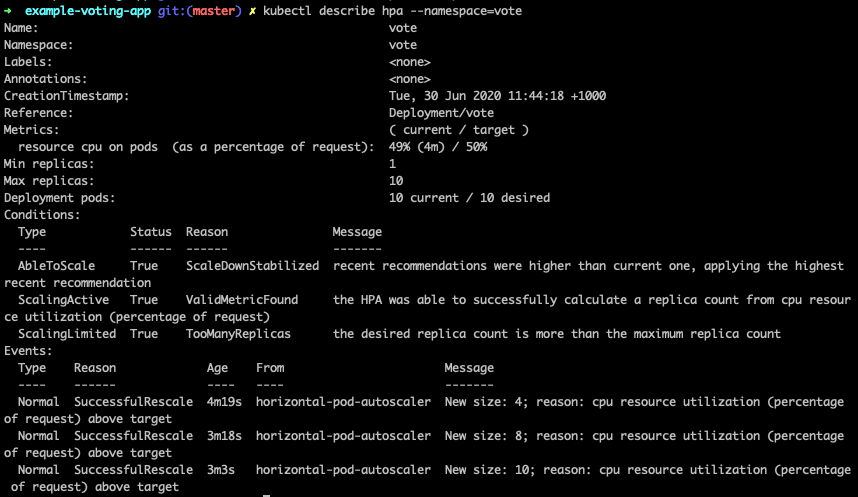 ➜  example-voting-app git:(master) ✗ kubectl describe hpa --namespace=vote
Name:                                                  vote
Namespace:                                             vote
Labels:                                                <none>
Annotations:                                           <none>
CreationTimestamp:                                     Tue, 30 Jun 2020 11:44:18 +1000
Reference:                                             Deployment/vote
Metrics:                                               ( current / target )
  resource cpu on pods  (as a percentage of request):  49% (4m) / 50%
Min replicas:                                          1
Max replicas:                                          10
Deployment pods:                                       10 current / 10 desired
Conditions:
  Type            Status  Reason               Message
  ----            ------  ------               -------
  AbleToScale     True    ScaleDownStabilized  recent recommendations were higher than current one, applying the highest
recent recommendation
  ScalingActive   True    ValidMetricFound     the HPA was able to successfully calculate a replica count from cpu resour
ce utilization (percentage of request)
  ScalingLimited  True    TooManyReplicas      the desired replica count is more than the maximum replica count
Events:
  Type    Reason             Age    From                       Message
  ----    ------             ----   ----                       -------
  Normal  SuccessfulRescale  4m19s  horizontal-pod-autoscaler  New size: 4; reason: cpu resource utilization (percentage
of request) above target
  Normal  SuccessfulRescale  3m18s  horizontal-pod-autoscaler  New size: 8; reason: cpu resource utilization (percentage
of request) above target
  Normal  SuccessfulRescale  3m3s   horizontal-pod-autoscaler  New size: 10; reason: cpu resource utilization (percentage
 of request) above target